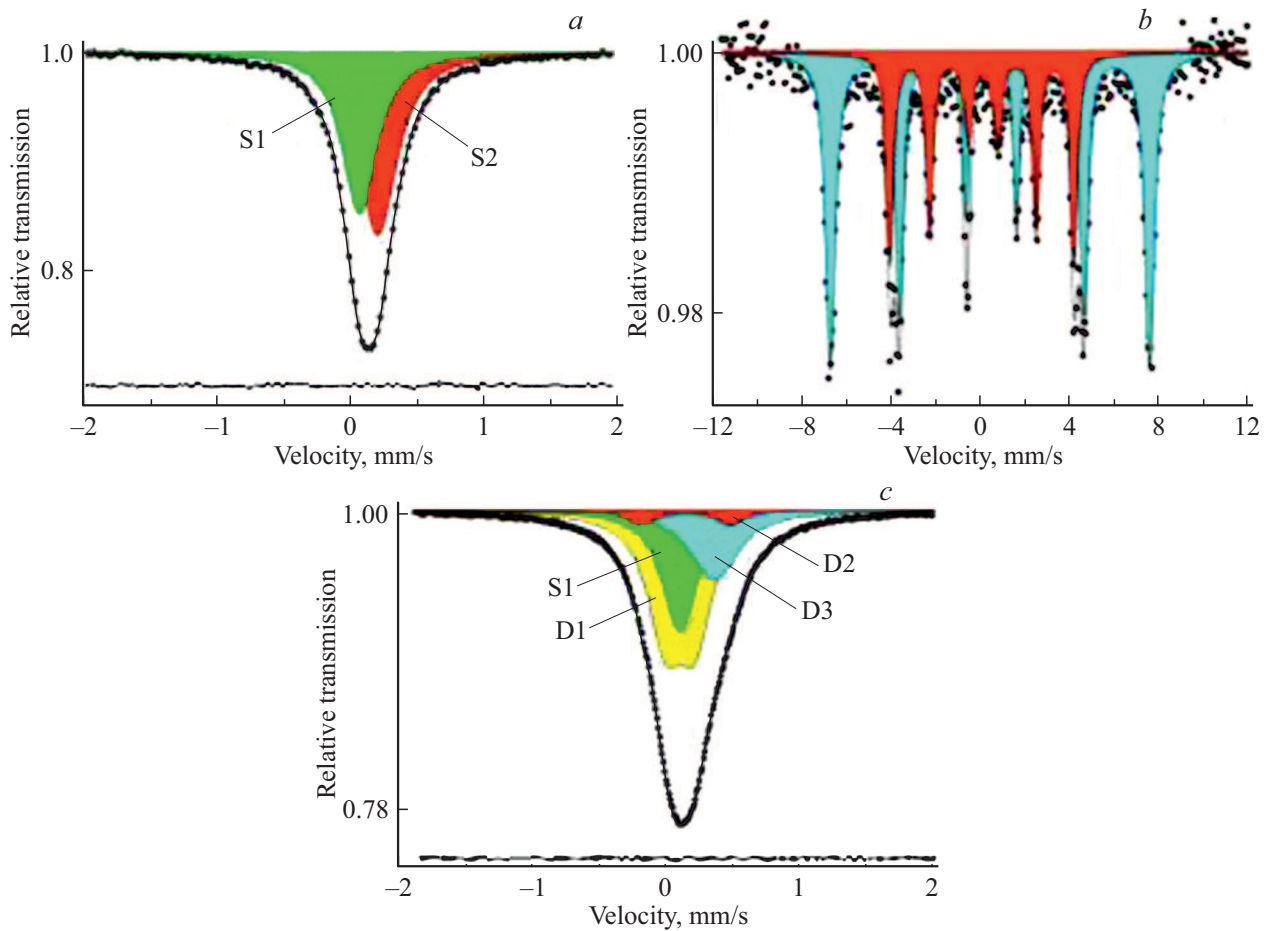 a
1.0
0.8
S1
S2
Relative transmission
–2
–1
0
1
2
Velocity, mm/s
b
1.00
0.98
Relative transmission
–12
–8
–4
0
4
8
12
Velocity, mm/s
c
1.00
0.78
S1
D1
D2
D3
Relative transmission
–2
–1
0
1
2
Velocity, mm/s